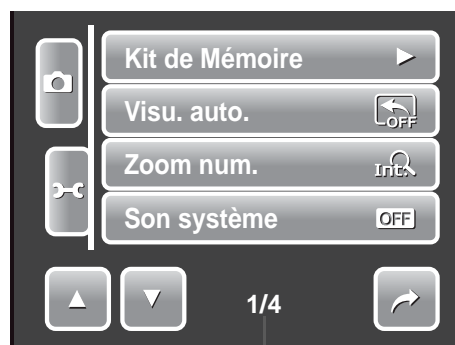 Kit de Mémoire
Visu. auto.
OFF
Zoom num.
Int.
Son système
OFF
1/4